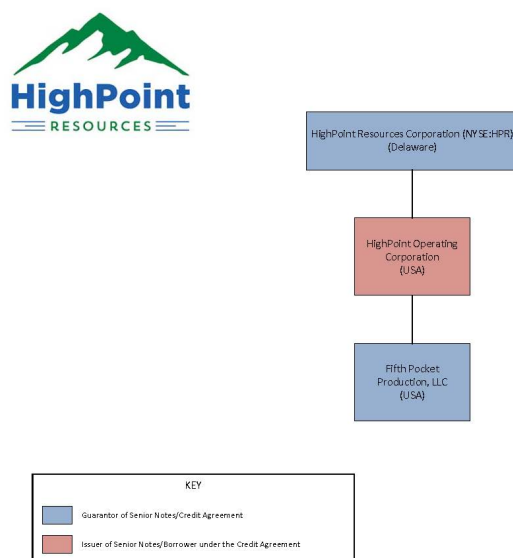 HighPoint
RESOURCES
HighPoint Resources Corporation (NYSE:HPR)
(Delaware)
HighPoint Operating
Corporation
(USA)
Fifth Pocket
Production, LLC
(USA)
KEY
Guarantor of Senior Notes/Credit Agreement
Issuer of Senior Notes/Borrower under the Credit Agreement